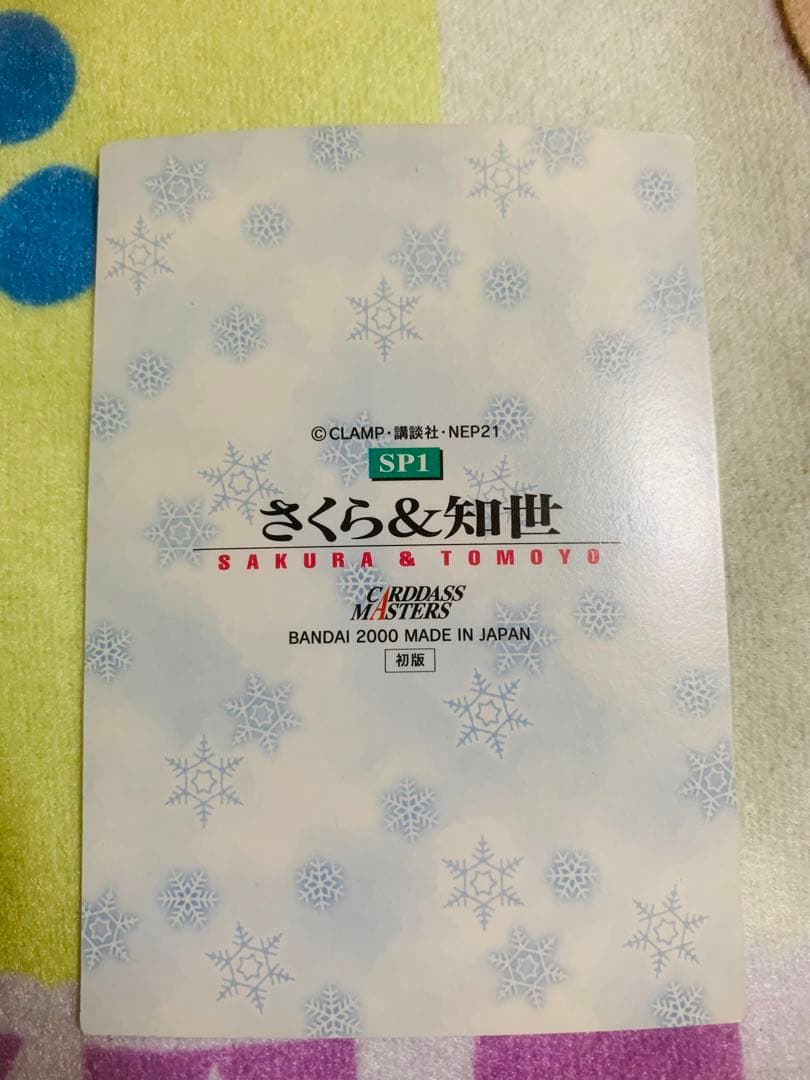 ©CLAMP・講談社・NEP21
SP1
さくら&知世
SAKURA & TOMOYO
CARDDASS
MASTERS
BANDAI 2000 MADE IN JAPAN
初版